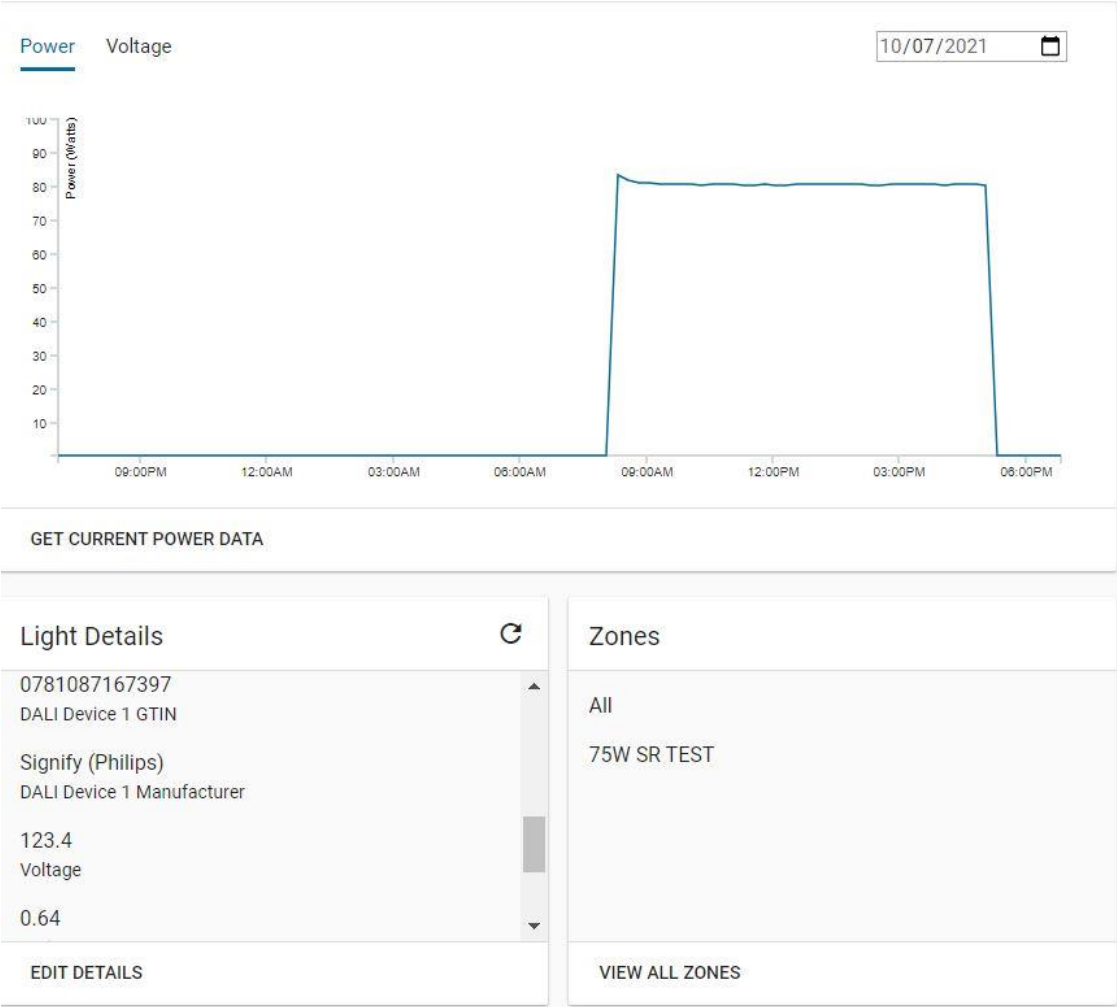 Power Voltage 10/07/2021
100
90
80
70
60
50
40
30
20
10
Power (Watts)
09:00PM 12:00AM 03:00AM 06:00AM 09:00AM 12:00PM 03:00PM 06:00PM
GET CURRENT POWER DATA
Light Details
0781087167397
DALI Device 1 GTIN
Signify (Philips)
DALI Device 1 Manufacturer
123.4
Voltage
0.64
EDIT DETAILS
Zones
All
75W SR TEST
VIEW ALL ZONES